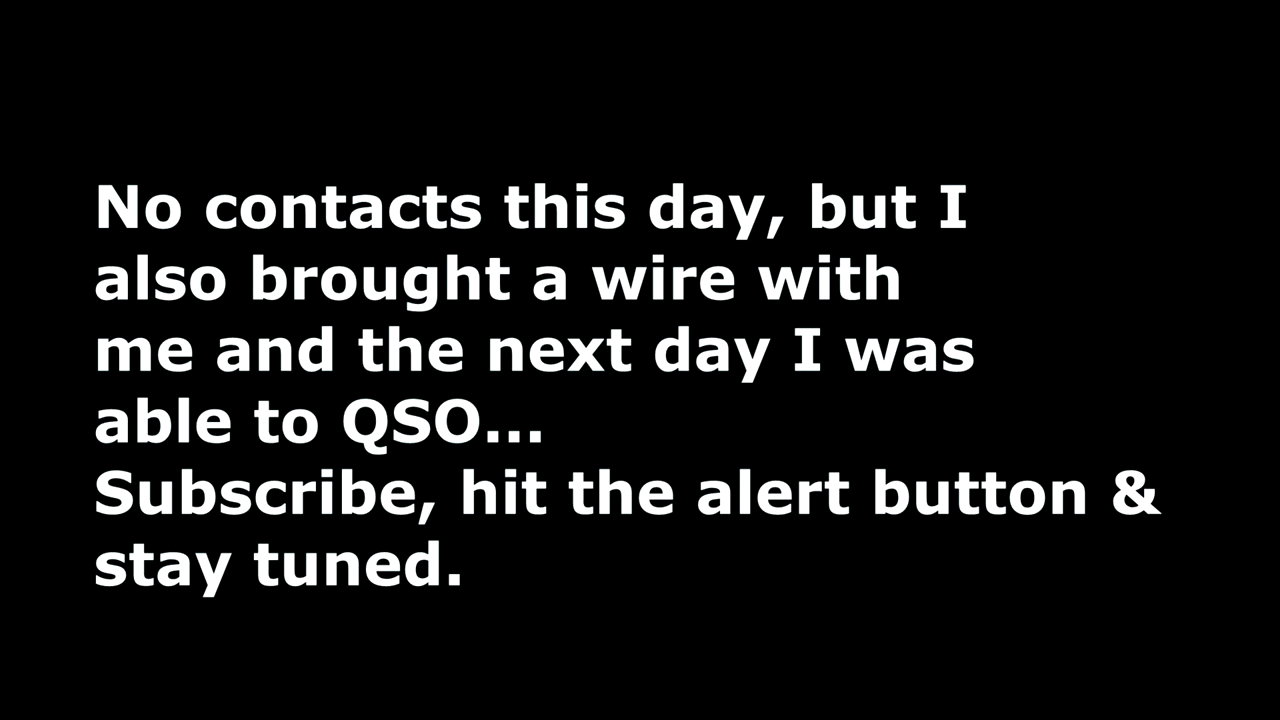 No contacts this day, but I
also brought a wire with
me and the next day I was
able to QSO...
Subscribe, hit the alert button &
stay tuned.